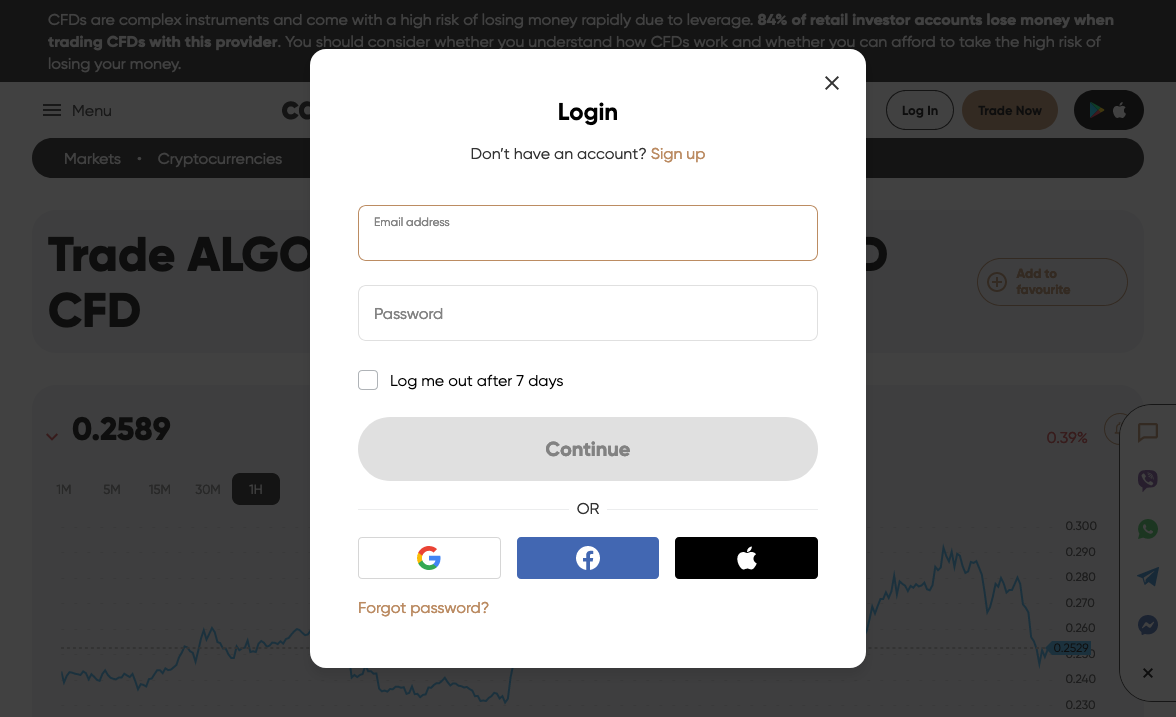 CFDs are complex instruments and come with a high risk of losing money rapidly due to leverage. 84% of retail investor accounts lose money when
trading CFDs with this provider. You should consider whether you understand how CFDs work and whether you can afford to take the high risk of
losing your money.
Menu
Log In
Trade Now
Markets • Cryptocurrencies
Login
Don't have an account? Sign up
Email address
Password
Log me out after 7 days
Continue
OR
Forgot password?
Trade ALGO
D
CFD
Add to
favourite
0.2589
0.39%
1M
5M
15M
30M
1H
0.300
0.290
0.280
0.270
0.260
0.2529
0.240
0.230